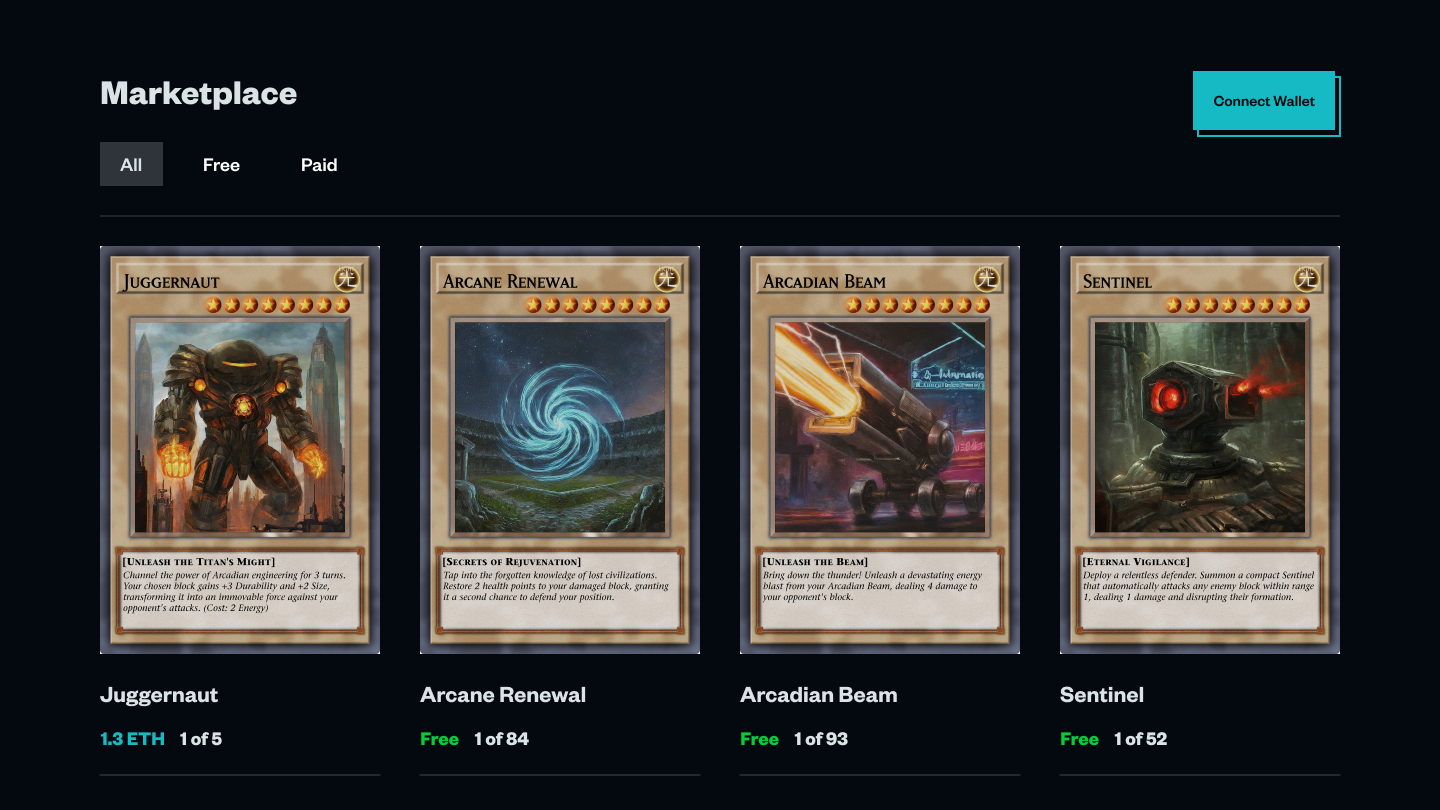 Marketplace
Connect Wallet
All
Free
Paid
JUGGERNAUT
光
[UNLEASH THE TITAN'S MIGHT]
Channel the power of Arcadian engineering for 3 turns.
Your chosen block gains +3 Durability and +2 Size,
transforming it into an immovable force against your
opponent's attacks. (Cost: 2 Energy)
Juggernaut
1.3 ETH 1 of 5
ARCANE RENEWAL
光
[SECRETS OF REJUVENATION]
Tap into the forgotten knowledge of lost civilizations.
Restore 2 health points to your damaged block, granting
it a second chance to defend your position.
Arcane Renewal
Free 1 of 84
ARCADIAN BEAM
光
[UNLEASH THE BEAM]
Bring down the thunder! Unleash a devastating energy
blast from your Arcadian Beam, dealing 4 damage to
your opponent's block.
Arcadian Beam
Free 1 of 93
SENTINEL
光
[ETERNAL VIGILANCE]
Deploy a relentless defender. Summon a compact Sentinel
that automatically attacks any enemy block within range
1, dealing 1 damage and disrupting their formation.
Sentinel
Free 1 of 52